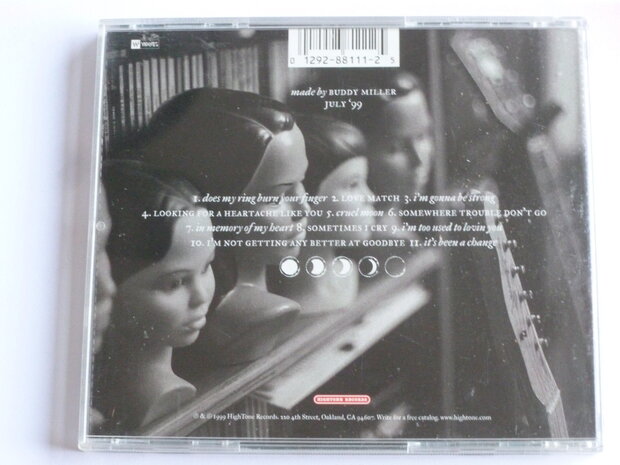 0 1292-88111-2 5
made by BUDDY MILLER
JULY '99
1. does my ring burn your finger 2. LOVE MATCH 3. i'm gonna be strong
4. LOOKING FOR A HEARTACHE LIKE YOU 5. cruel moon 6. SOMEWHERE TROUBLE DON'T GO
7. in memory of my heart 8. SOMETIMES I CRY 9. i'm too used to lovin you
10. I'M NOT GETTING ANY BETTER AT GOODBYE 11. it's been a change
HIGHTONE RECORDS
℗ & © 1999 HighTone Records. 220 4th Street, Oakland, CA 94607. Write for a free catalog. www.hightone.com